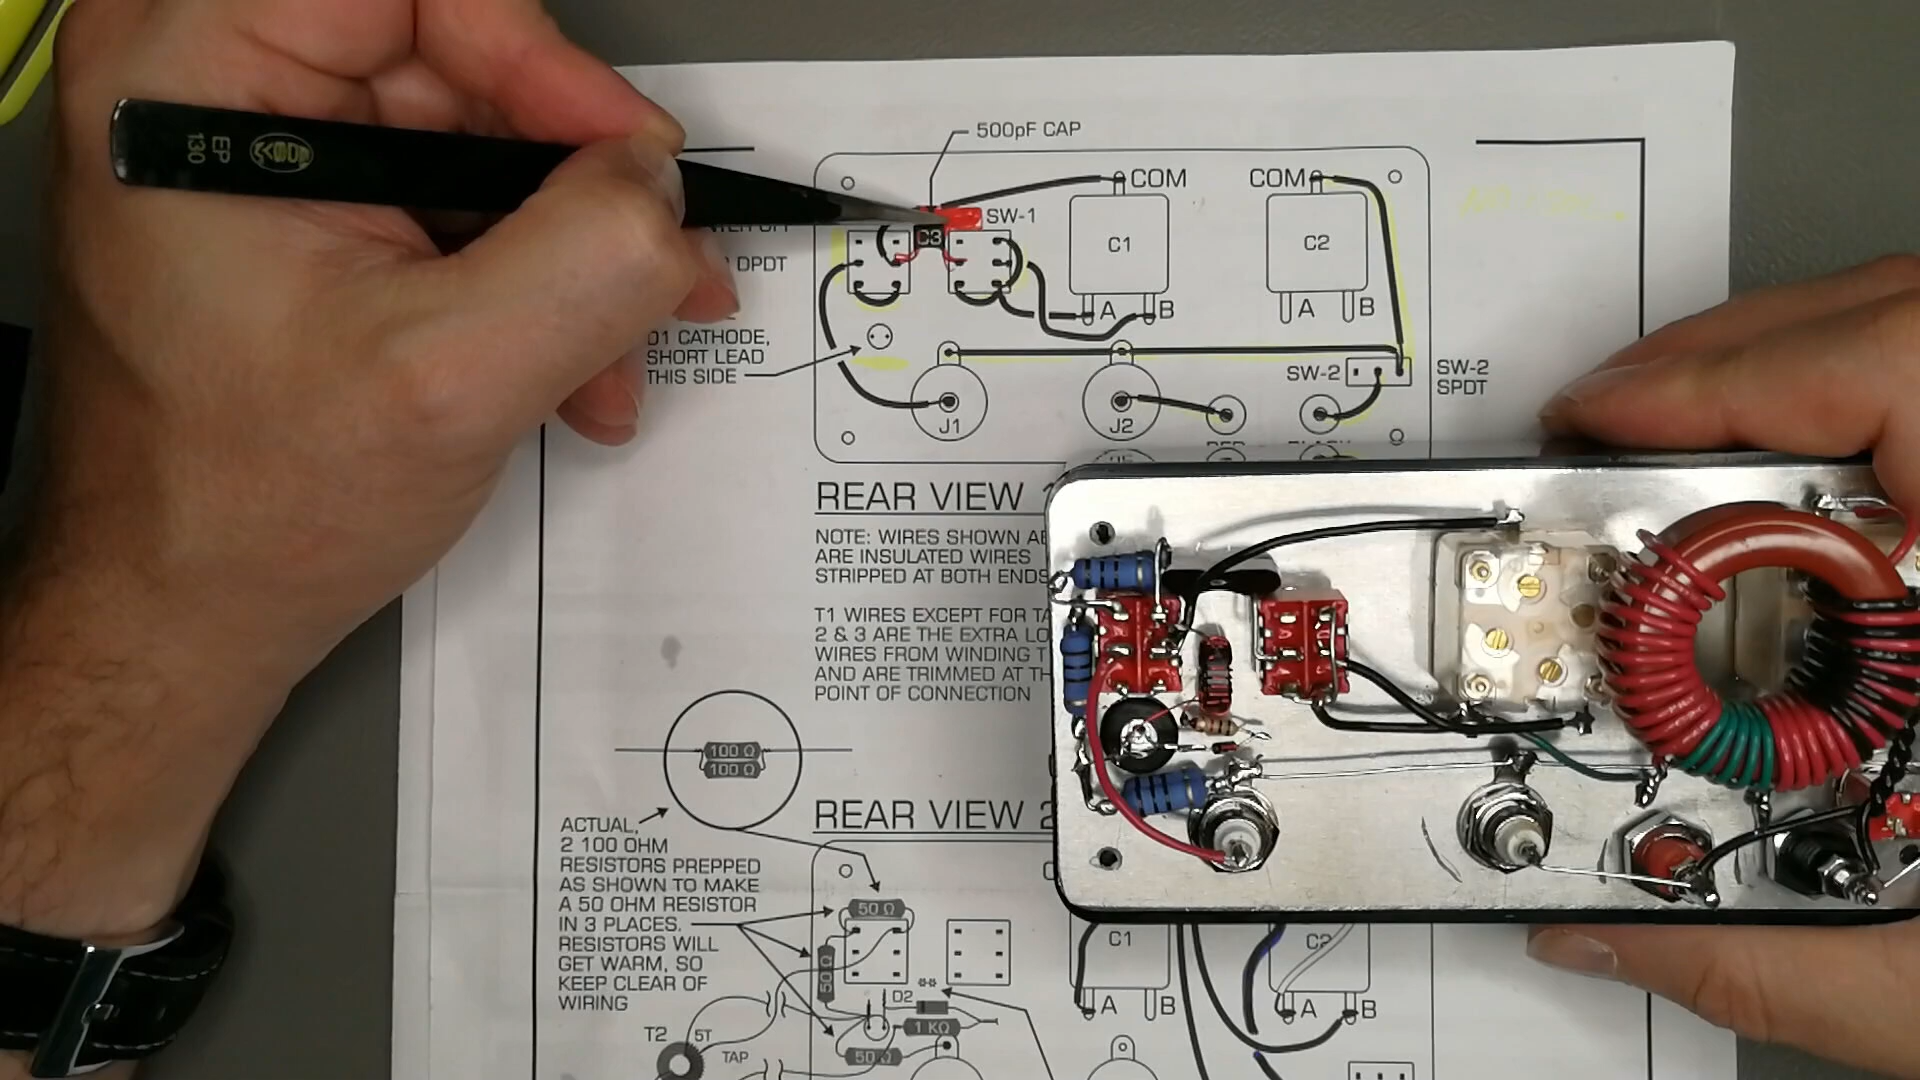 EP
130
500pF CAP
COM
COM
SW-1
C3
C1
C2
DPDT
A
B
A
B
D1 CATHODE,
SHORT LEAD
THIS SIDE
SW-2
SW-2
SPDT
J1
J2
REAR VIEW 1
NOTE: WIRES SHOWN
ARE INSULATED WIRES
STRIPPED AT BOTH ENDS
T1 WIRES EXCEPT FOR
2 & 3 ARE THE EXTRA
WIRES FROM WINDING
AND ARE TRIMMED AT
POINT OF CONNECTION
100 Ω
100 Ω
REAR VIEW 2
ACTUAL,
2 100 OHM
RESISTORS PREPPED
AS SHOWN TO MAKE
A 50 OHM RESISTOR
IN 3 PLACES.
RESISTORS WILL
GET WARM, SO
KEEP CLEAR OF
WIRING
50 Ω
50 Ω
C1
C2
D2
**
A
B
A
B
1 KΩ
T2
5T
TAP
50 Ω